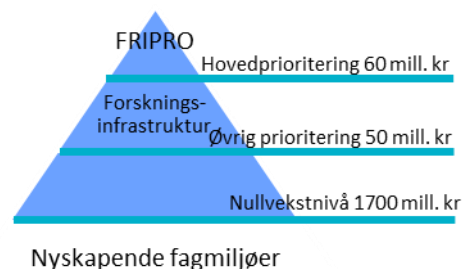 FRIPRO
Hovedprioritering 60 mill. kr
Forsknings-
infrastruktur
Øvrig prioritering 50 mill. kr
Nullvekstnivå 1700 mill. kr
Nyskapende fagmiljøer